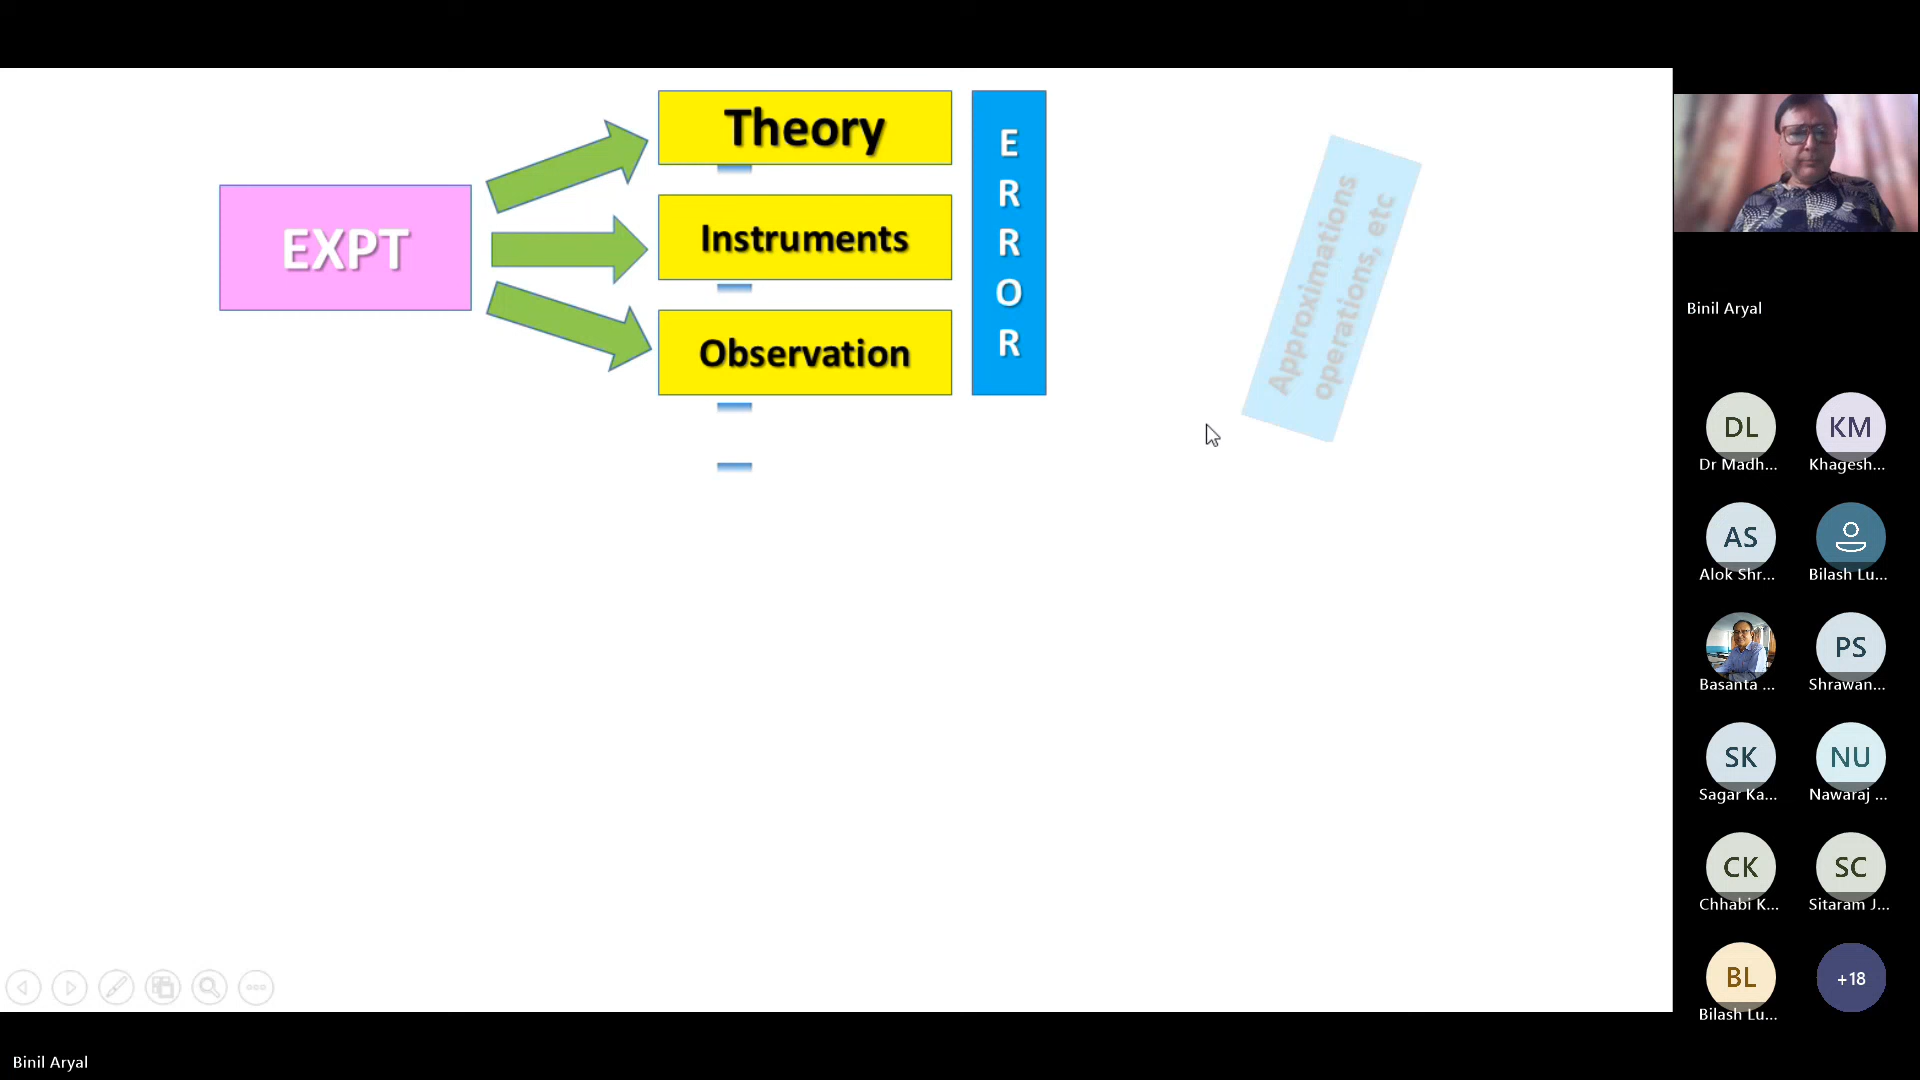 EXPT
Theory
Instruments
Observation
E
R
R
O
R
Approximations
operations, etc
Binil Aryal
DL
Dr Madh...
KM
Khagesh...
AS
Alok Shr...
Bilash Lu...
Basanta ...
PS
Shrawan...
SK
Sagar Ka...
NU
Nawaraj ...
CK
Chhabi K...
SC
Sitaram J...
BL
Bilash Lu...
+18
Binil Aryal